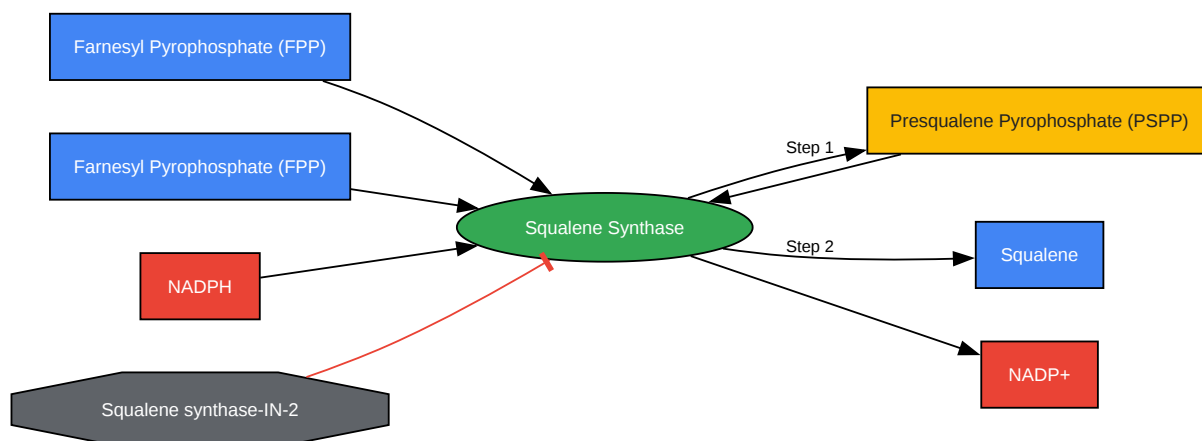 Farnesyl Pyrophosphate (FPP)
Presqualene Pyrophosphate (PSPP)
Step 1
Farnesyl Pyrophosphate (FPP)
Squalene Synthase
Step 2
Squalene
NADPH
NADP+
Squalene synthase-IN-2